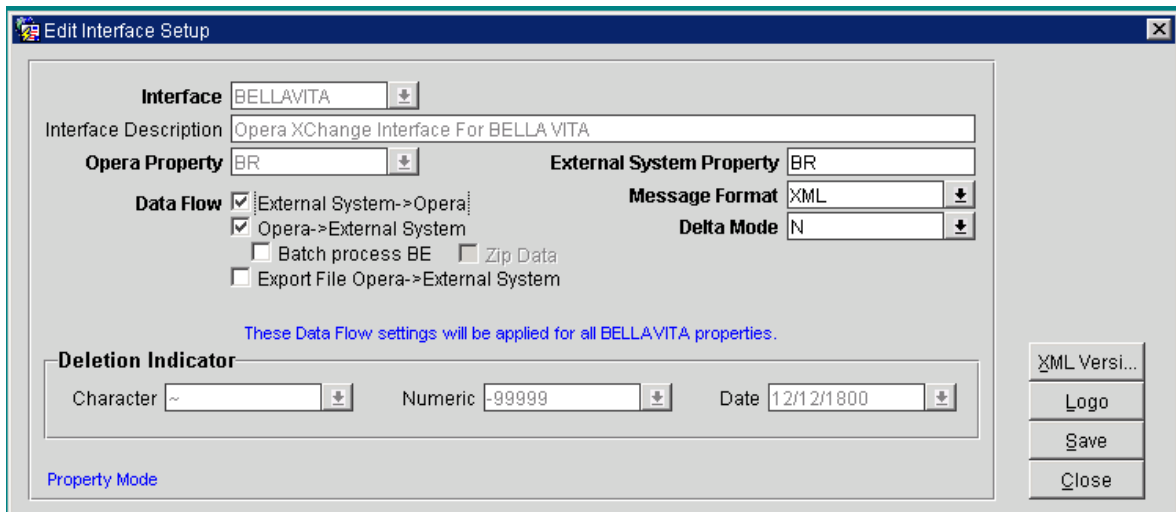 Edit Interface Setup
Interface BELLAVITA
Interface Description Opera XChange Interface For BELLA VITA
Opera Property BR External System Property BR
Data Flow External System->Opera Message Format XML
Opera->External System Delta Mode N
Batch process BE Zip Data
Export File Opera->External System
These Data Flow settings will be applied for all BELLAVITA properties.
Deletion Indicator
Character ~ Numeric -99999 Date 12/12/1800
Property Mode
XML Versi...
Logo
Save
Close